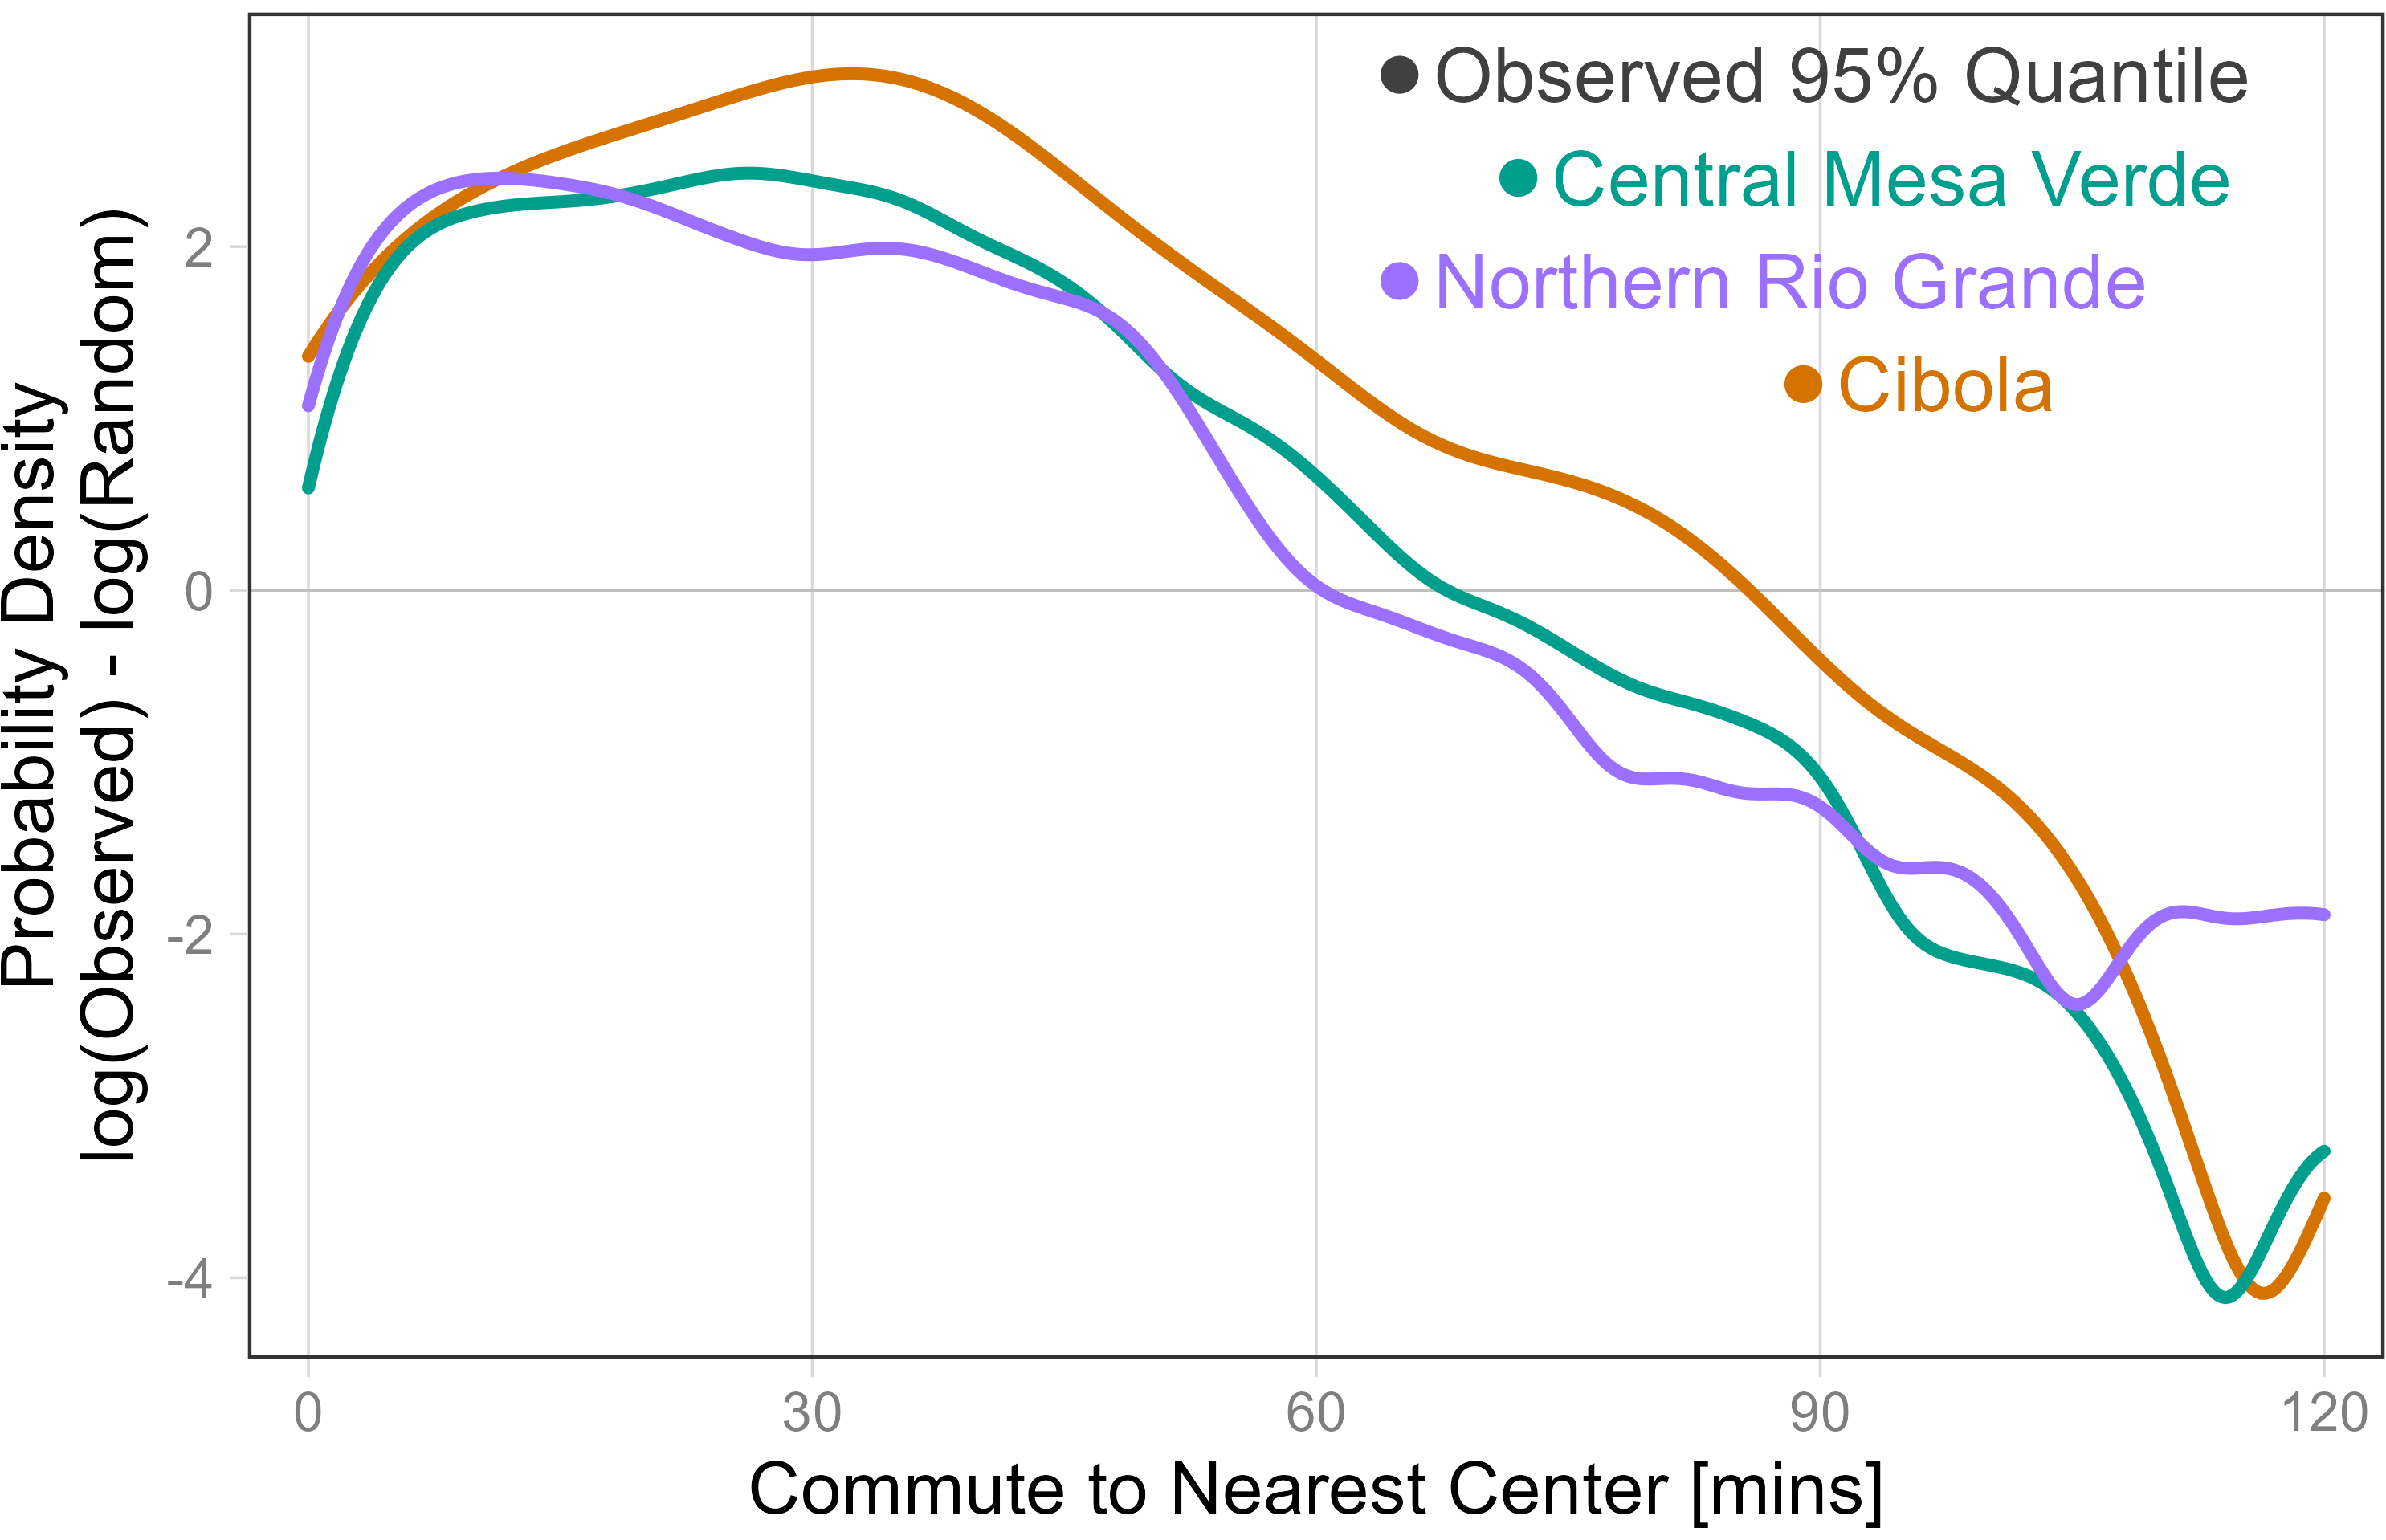 Probability Density
log(Observed) - log(Random)
2
0
-2
-4
Observed 95% Quantile
Central Mesa Verde
Northern Rio Grande
Cibola
0 30 60 90 120
Commute to Nearest Center [mins]